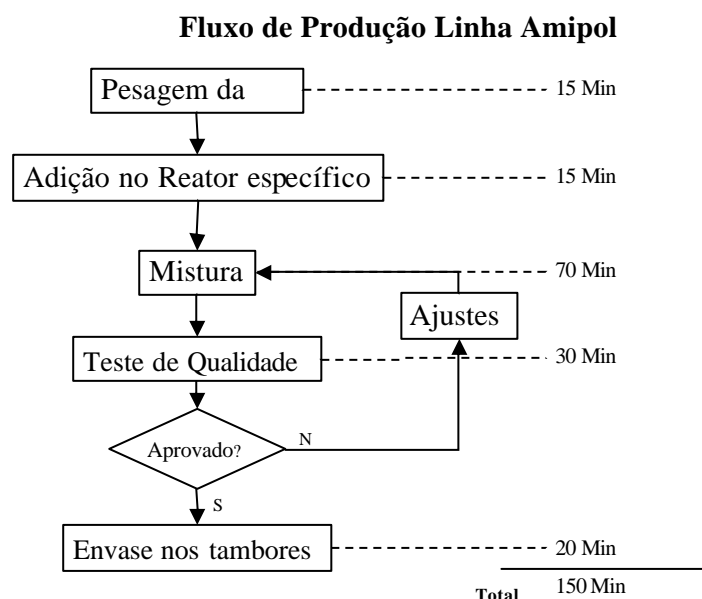 Fluxo de Produção Linha Amipol
Pesagem da
15 Min
Adição no Reator específico
15 Min
Mistura
70 Min
Ajustes
Teste de Qualidade
30 Min
Aprovado?
N
S
Envase nos tambores
20 Min
Total
150 Min